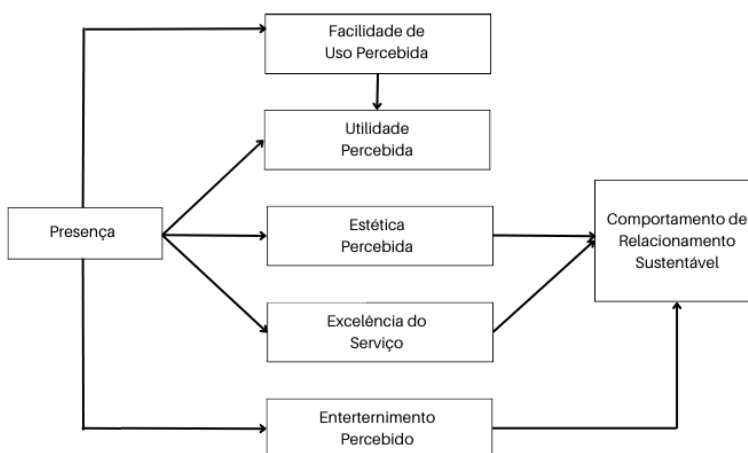 Facilidade de
Uso Percebida
Utilidade
Percebida
Presença
Estética
Percebida
Comportamento de
Relacionamento
Sustentável
Excelência do
Serviço
Enterternimento
Percebido